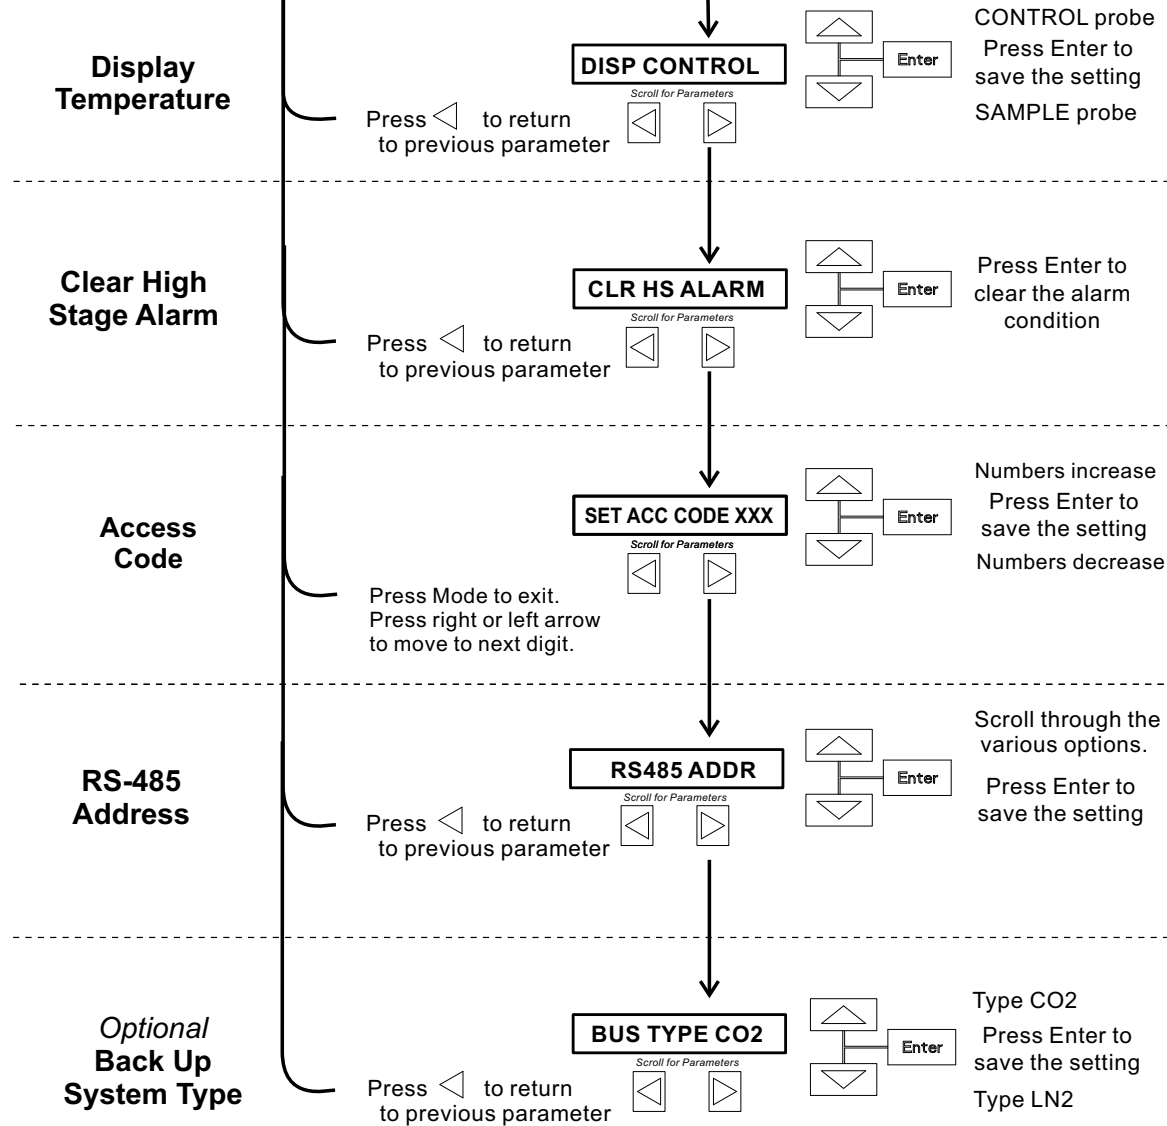 CONTROL probe
Display
Temperature
DISP CONTROL
Enter
Press Enter to
save the setting
Scroll for Parameters
SAMPLE probe
Press to return
to previous parameter
Clear High
Stage Alarm
CLR HS ALARM
Enter
Press Enter to
clear the alarm
condition
Scroll for Parameters
Press to return
to previous parameter
Access
Code
SET ACC CODE XXX
Enter
Numbers increase
Press Enter to
save the setting
Numbers decrease
Scroll for Parameters
Press Mode to exit.
Press right or left arrow
to move to next digit.
RS-485
Address
RS485 ADDR
Enter
Scroll through the
various options.
Press Enter to
save the setting
Scroll for Parameters
Press to return
to previous parameter
Optional
Back Up
System Type
BUS TYPE CO2
Enter
Type CO2
Press Enter to
save the setting
Type LN2
Scroll for Parameters
Press to return
to previous parameter